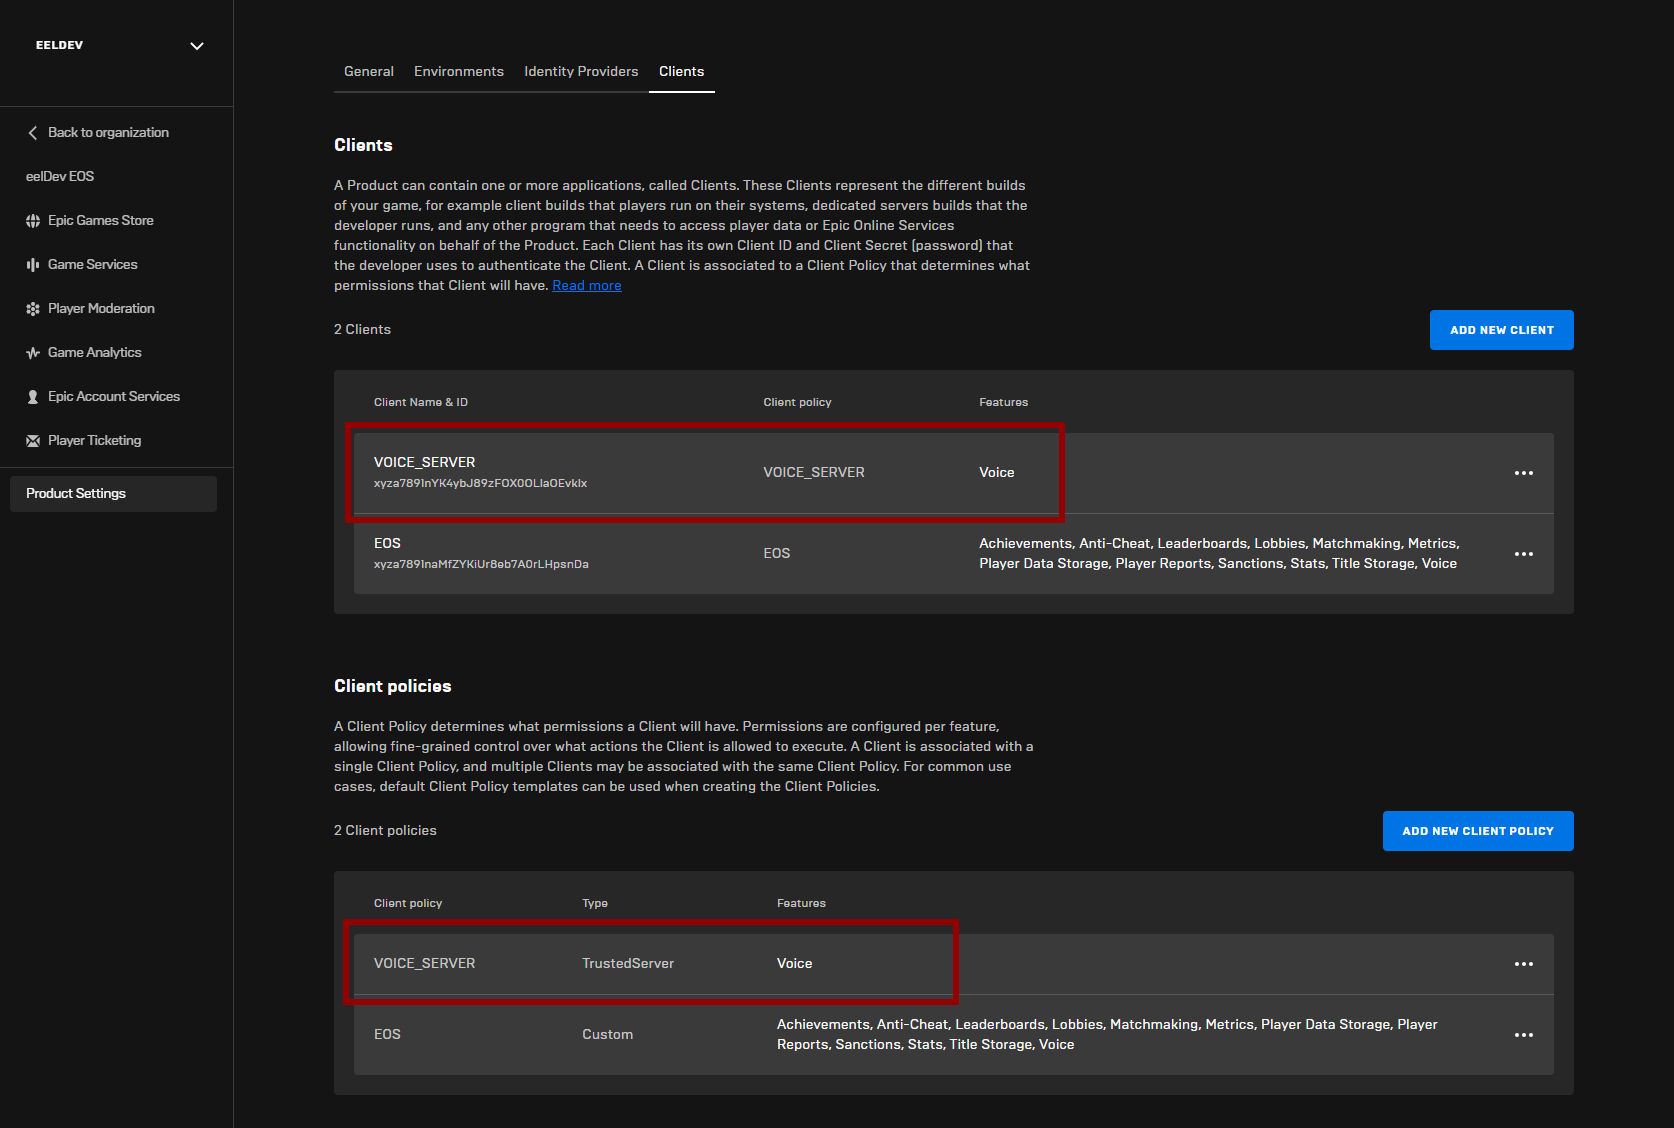 EELDEV
Back to organization
eelDev EOS
Epic Games Store
Game Services
Player Moderation
Game Analytics
Epic Account Services
Player Ticketing
Product Settings
General Environments Identity Providers Clients
Clients
A Product can contain one or more applications, called Clients. These Clients represent the different builds
of your game, for example client builds that players run on their systems, dedicated servers builds that the
developer runs, and any other program that needs to access player data or Epic Online Services
functionality on behalf of the Product. Each Client has its own Client ID and Client Secret (password) that
the developer uses to authenticate the Client. A Client is associated to a Client Policy that determines what
permissions that Client will have. Read more
2 Clients
ADD NEW CLIENT
Client Name & ID Client policy Features
VOICE_SERVER
VOICE_SERVER Voice
EOS
EOS
Achievements, Anti-Cheat, Leaderboards, Lobbies, Matchmaking, Metrics,
Player Data Storage, Player Reports, Sanctions, Stats, Title Storage, Voice
Client policies
A Client Policy determines what permissions a Client will have. Permissions are configured per feature,
allowing fine-grained control over what actions the Client is allowed to execute. A Client is associated with a
single Client Policy, and multiple Clients may be associated with the same Client Policy. For common use
cases, default Client Policy templates can be used when creating the Client Policies.
2 Client policies
ADD NEW CLIENT POLICY
Client policy Type Features
VOICE_SERVER TrustedServer Voice
EOS Custom
Achievements, Anti-Cheat, Leaderboards, Lobbies, Matchmaking, Metrics, Player Data Storage, Player
Reports, Sanctions, Stats, Title Storage, Voice